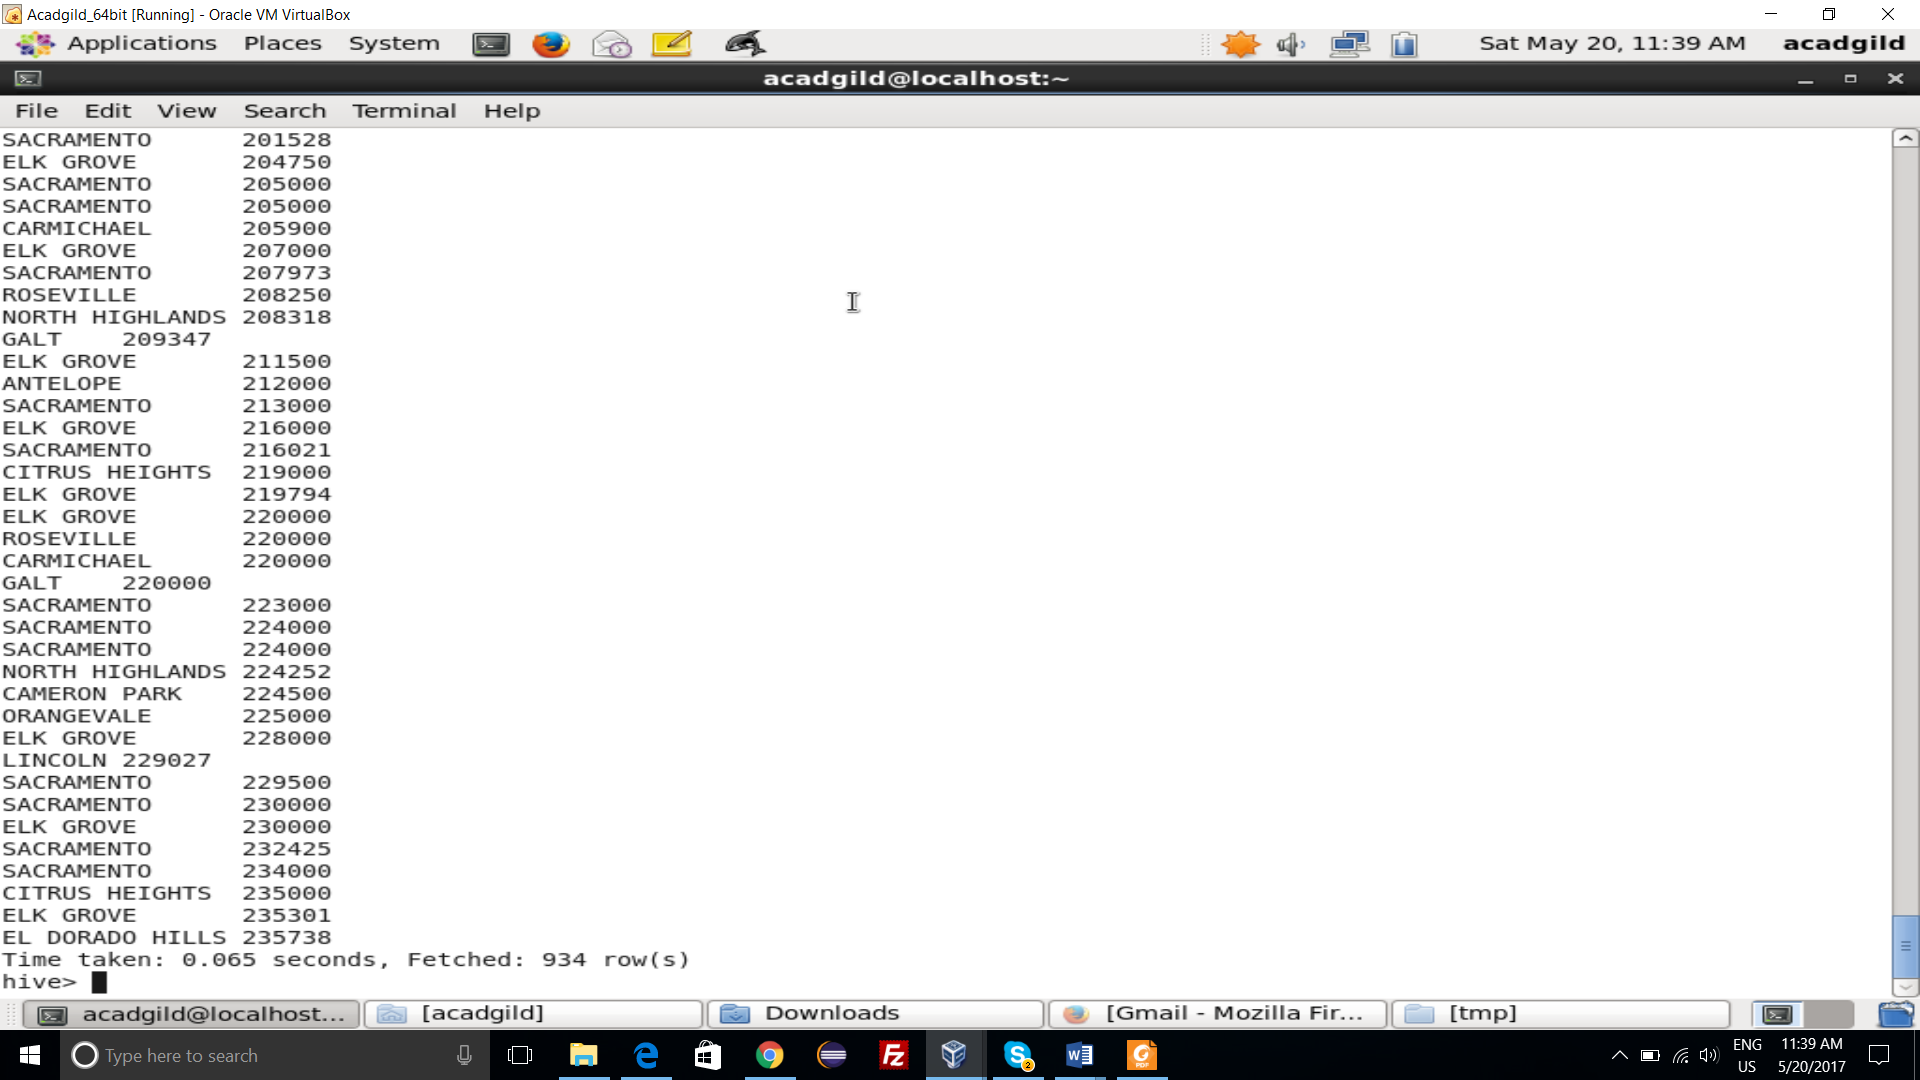 Acadgild_64bit [Running] - Oracle VM VirtualBox
Applications Places System Sat May 20, 11:39 AM acadgild
acadgild@localhost:~
File Edit View Search Terminal Help
SACRAMENTO 201528
ELK GROVE 204750
SACRAMENTO 205000
SACRAMENTO 205000
CARMICHAEL 205900
ELK GROVE 207000
SACRAMENTO 207973
ROSEVILLE 208250
NORTH HIGHLANDS 208318
GALT 209347
ELK GROVE 211500
ANTELOPE 212000
SACRAMENTO 213000
ELK GROVE 216000
SACRAMENTO 216021
CITRUS HEIGHTS 219000
ELK GROVE 219794
ELK GROVE 220000
ROSEVILLE 220000
CARMICHAEL 220000
GALT 220000
SACRAMENTO 223000
SACRAMENTO 224000
SACRAMENTO 224000
NORTH HIGHLANDS 224252
CAMERON PARK 224500
ORANGEVALE 225000
ELK GROVE 228000
LINCOLN 229027
SACRAMENTO 229500
SACRAMENTO 230000
ELK GROVE 230000
SACRAMENTO 232425
SACRAMENTO 234000
CITRUS HEIGHTS 235000
ELK GROVE 235301
EL DORADO HILLS 235738
Time taken: 0.065 seconds, Fetched: 934 row(s)
hive>
acadgild@localhost... [acadgild] Downloads [Gmail - Mozilla Fir... [tmp]
Type here to search ENG 11:39 AM
US 5/20/2017